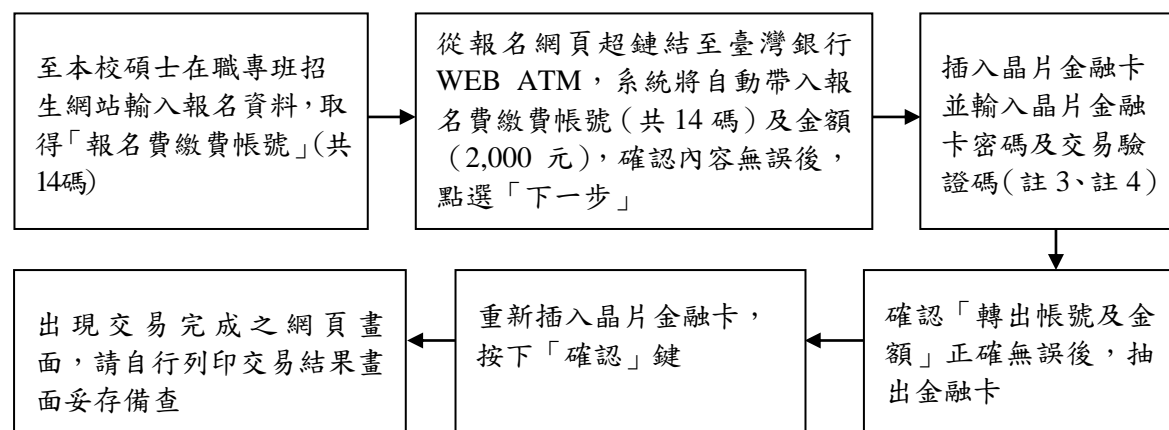 至本校碩士在職專班招
生網站輸入報名資料，取
得「報名費繳費帳號」(共
14碼)
從報名網頁超鏈結至臺灣銀行
WEB ATM，系統將自動帶入報
名費繳費帳號（共 14 碼）及金額
（2,000 元），確認內容無誤後，
點選「下一步」
插入晶片金融卡
並輸入晶片金融
卡密碼及交易驗
證碼（註 3、註 4）
確認「轉出帳號及金
額」正確無誤後，抽
出金融卡
重新插入晶片金融卡，
按下「確認」鍵
出現交易完成之網頁畫
面，請自行列印交易結果畫
面妥存備查